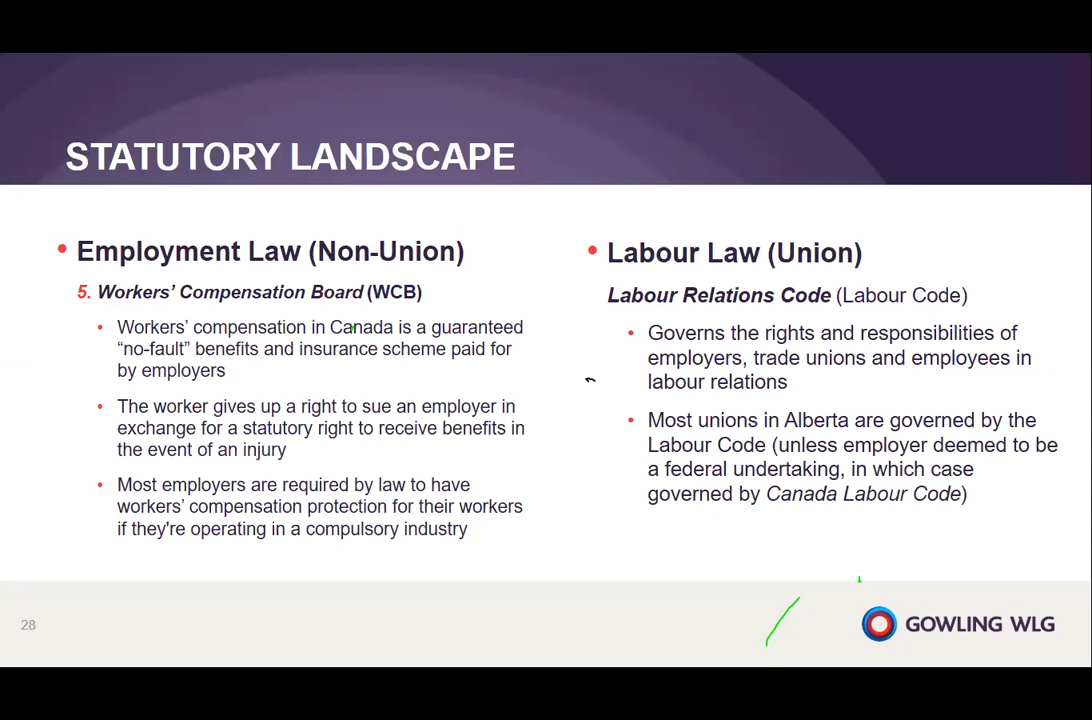 STATUTORY LANDSCAPE
• Employment Law (Non-Union)
5. Workers’ Compensation Board (WCB)
• Workers’ compensation in Canada is a guaranteed
“no-fault” benefits and insurance scheme paid for
by employers
• The worker gives up a right to sue an employer in
exchange for a statutory right to receive benefits in
the event of an injury
• Most employers are required by law to have
workers’ compensation protection for their workers
if they're operating in a compulsory industry
• Labour Law (Union)
Labour Relations Code (Labour Code)
• Governs the rights and responsibilities of
employers, trade unions and employees in
labour relations
• Most unions in Alberta are governed by the
Labour Code (unless employer deemed to be
a federal undertaking, in which case
governed by Canada Labour Code)
28
GOWLING WLG